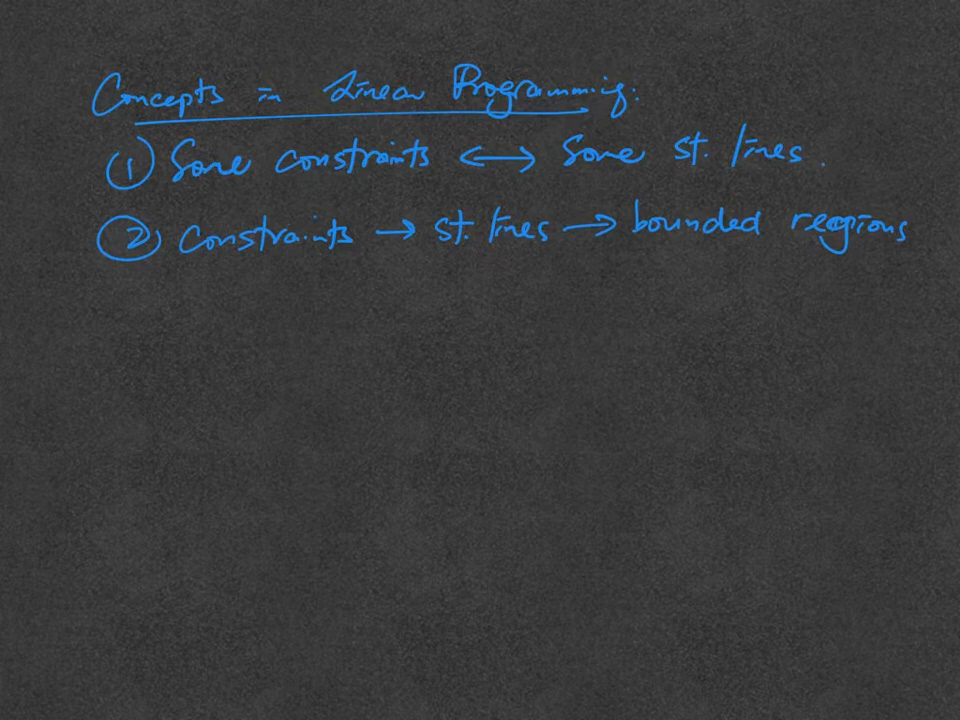 Concepts in Linear Programming:
① Some constraints ⟷ Some st. lines.
② constraints → st. lines → bounded regions